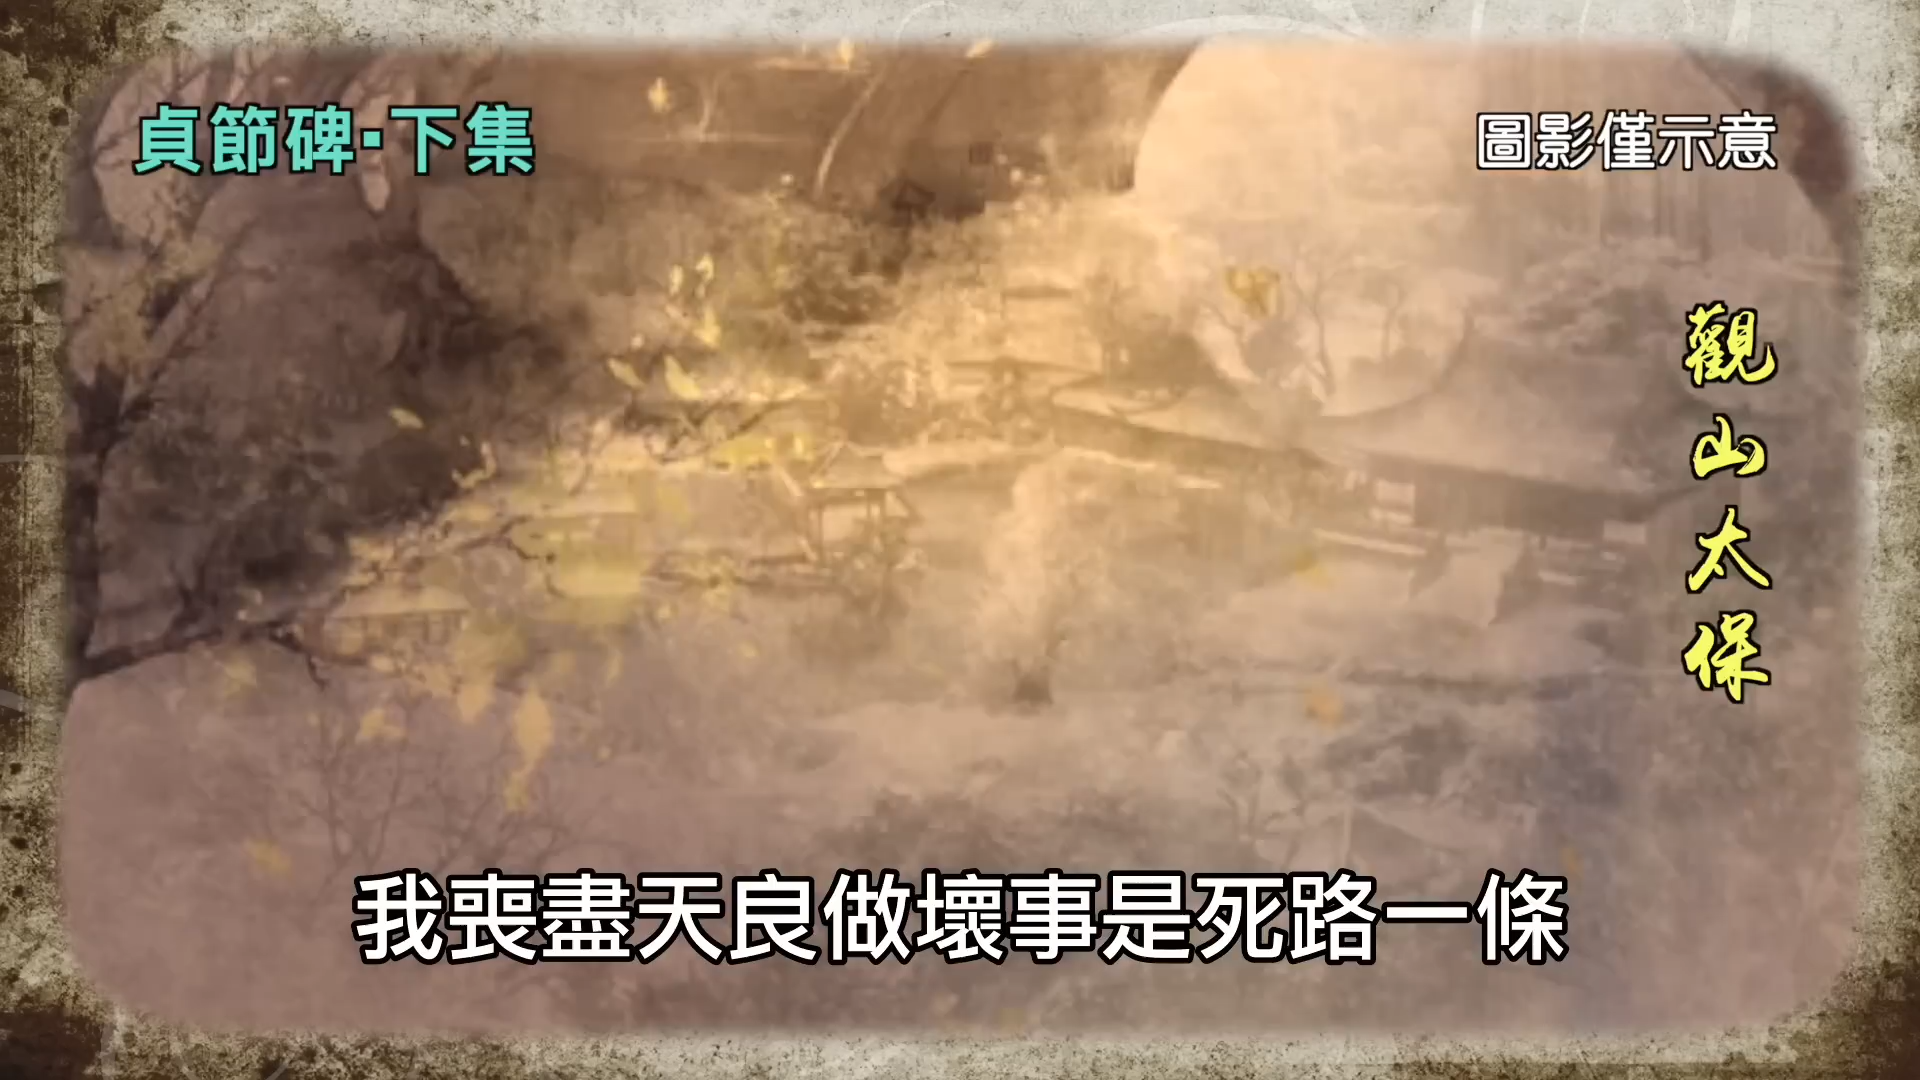 貞節碑·下集
圖影僅示意
觀山太保
我喪盡天良做壞事是死路一條